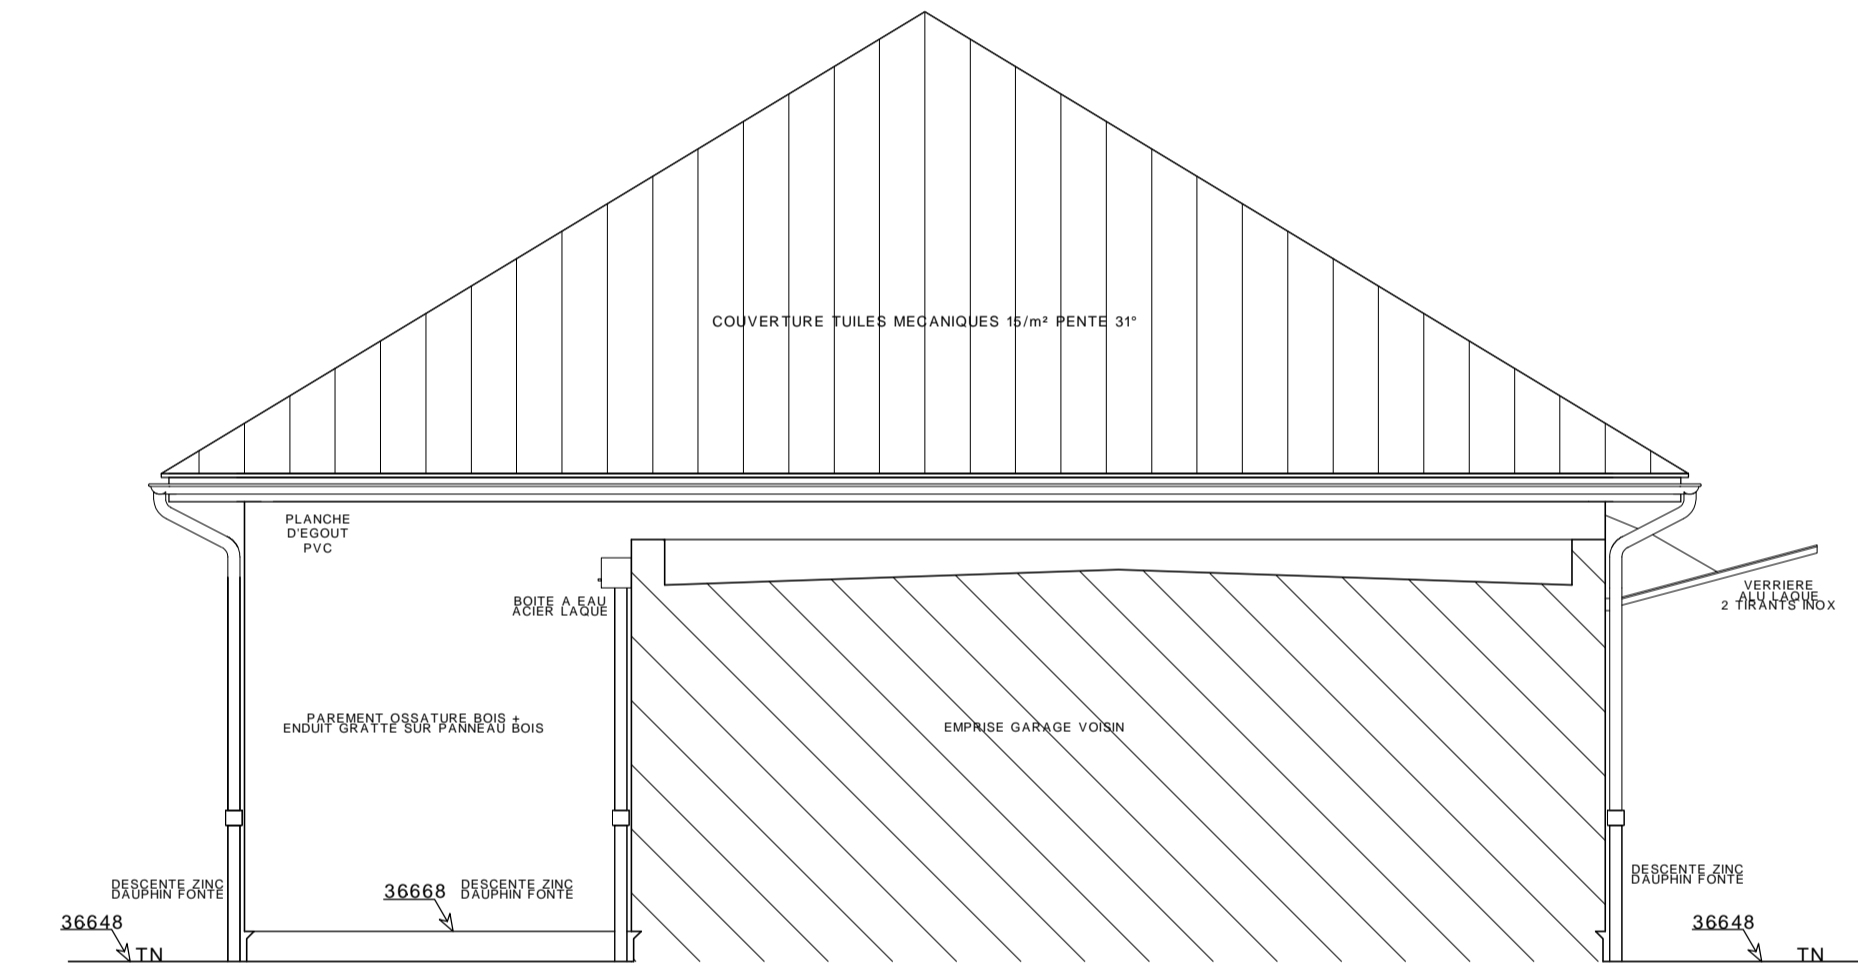 COUVERTURE TUILES MECANIQUES 15/m² PENTE 31°
PLANCHE
D'EGOUT
PVC
BOITE A EAU
ACIER LAQUE
VERRIERE
ALU LAQUE
2 TIRANTS INOX
PAREMENT OSSATURE BOIS +
ENDUIT GRATTE SUR PANNEAU BOIS
EMPRISE GARAGE VOISIN
DESCENTE ZINC
DAUPHIN FONTE
36668
DESCENTE ZINC
DAUPHIN FONTE
DESCENTE ZINC
DAUPHIN FONTE
36648
TN
36648
TN